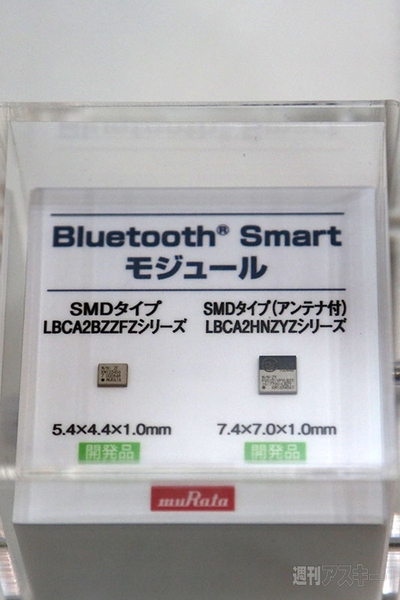 Bluetooth® Smart
モジュール
SMDタイプ
LBCA2BZZFZシリーズ
SMDタイプ(アンテナ付)
LBCA2HNZYZシリーズ
5.4×4.4×1.0mm
7.4×7.0×1.0mm
開発品
開発品
muRata
週刊アスキー